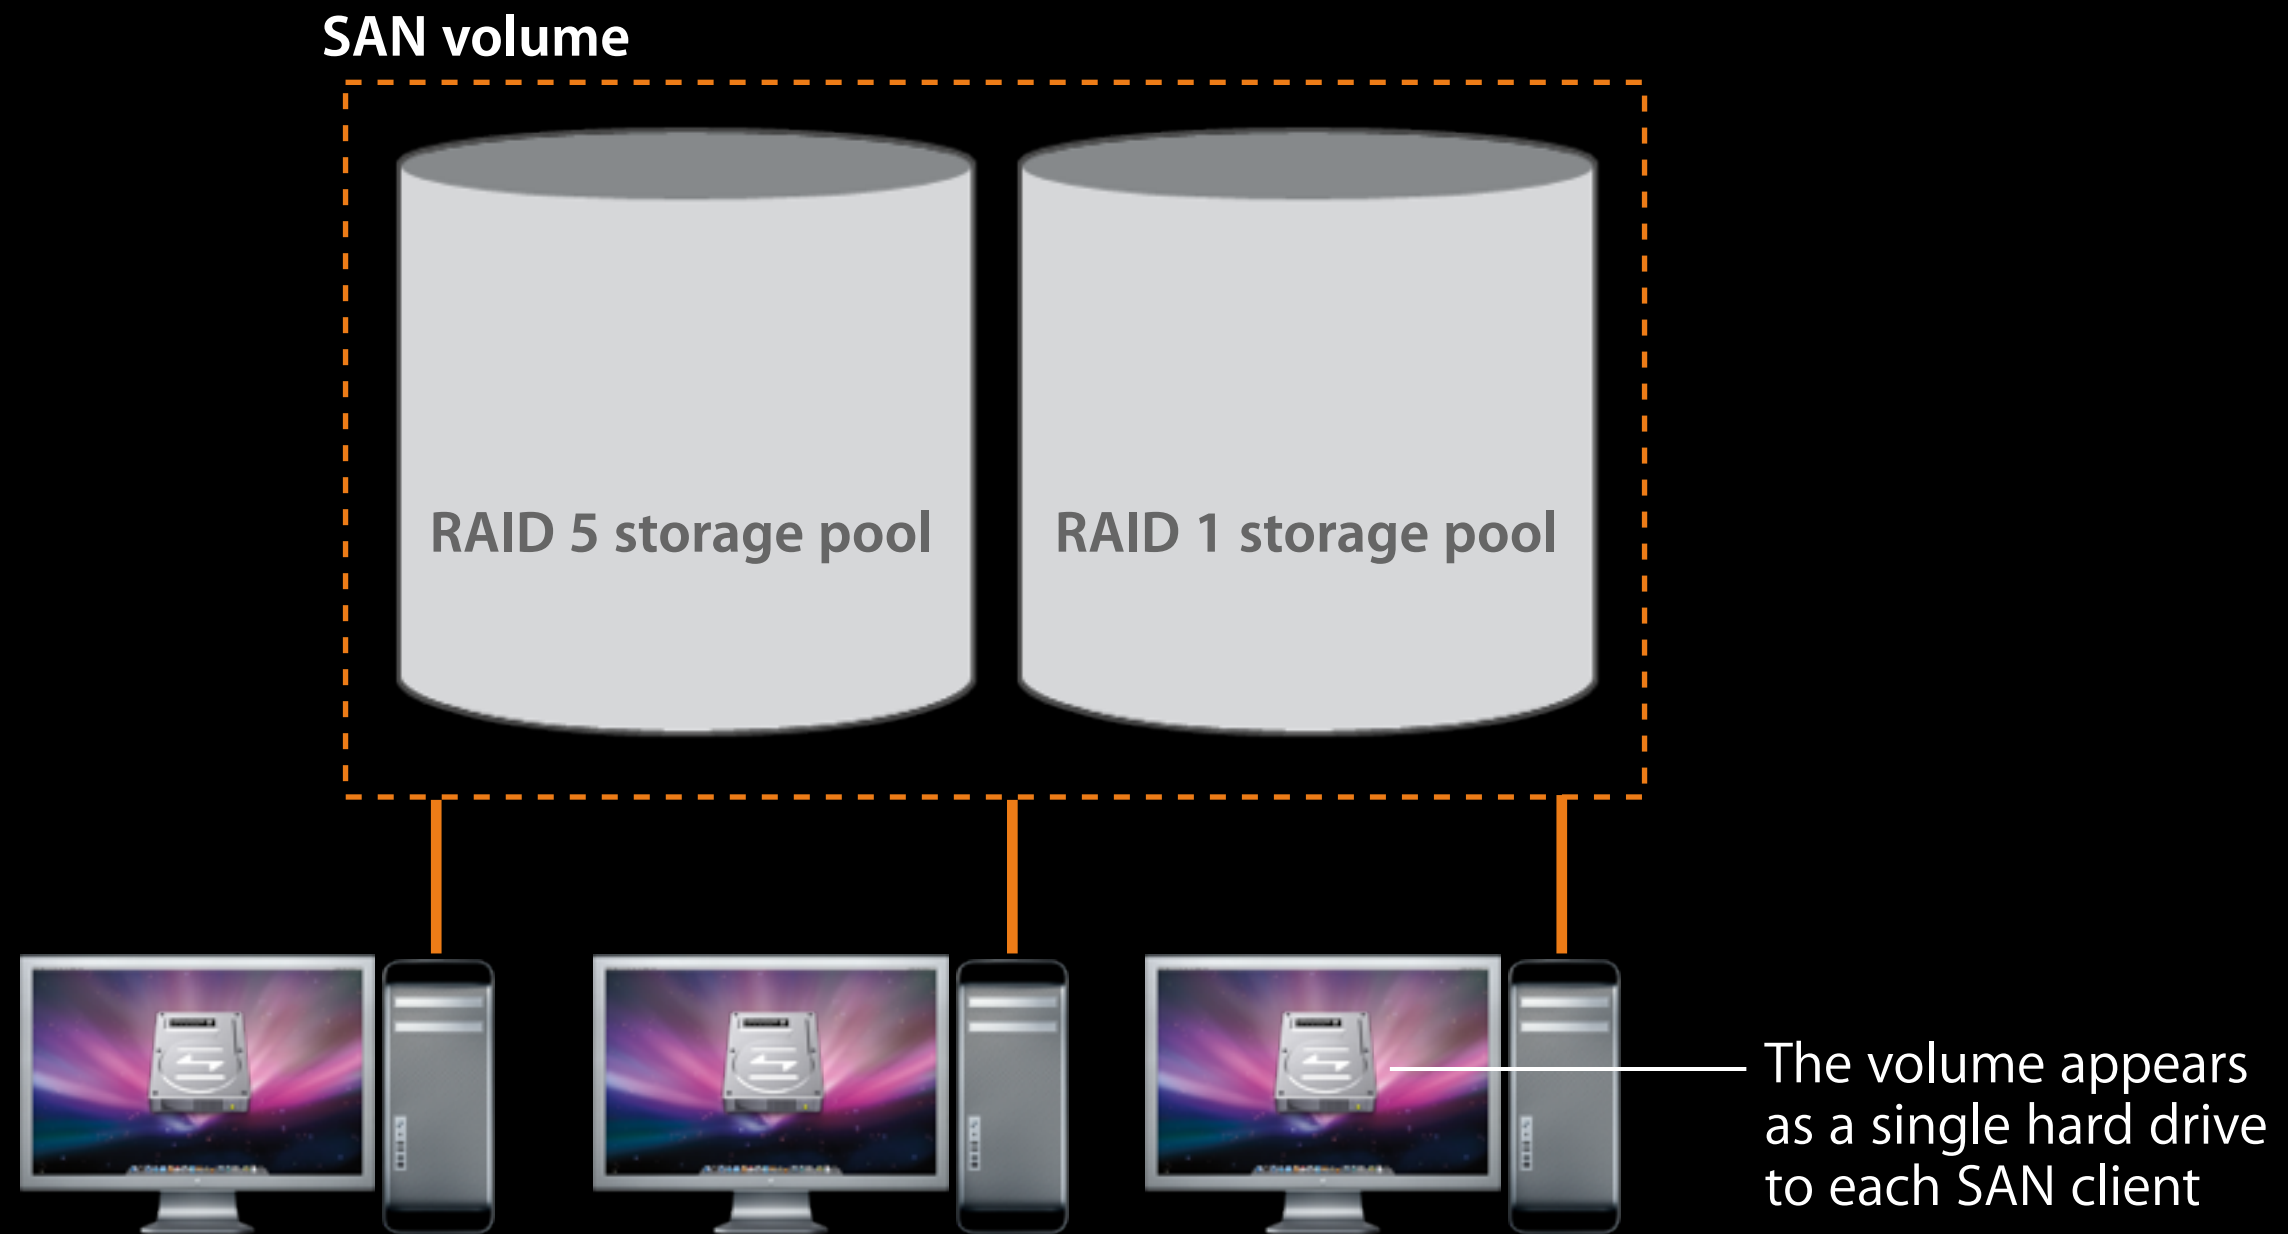 SAN volume
RAID 5 storage pool
RAID 1 storage pool
The volume appears
as a single hard drive
to each SAN client